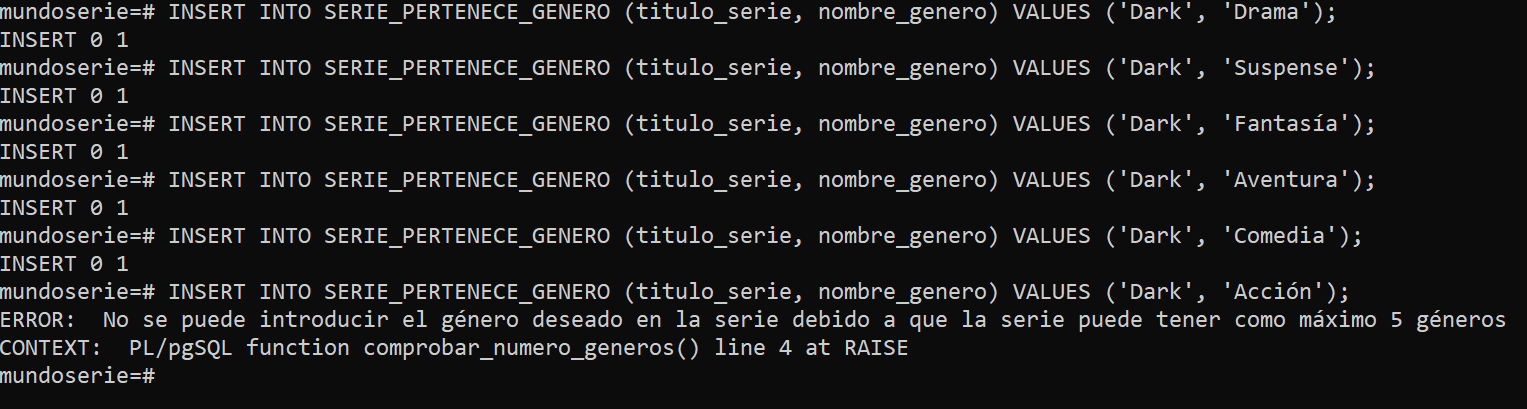 mundoserie=# INSERT INTO SERIE_PERTENECE_GENERO (titulo_serie, nombre_genero) VALUES ('Dark', 'Drama');
INSERT 0 1
mundoserie=# INSERT INTO SERIE_PERTENECE_GENERO (titulo_serie, nombre_genero) VALUES ('Dark', 'Suspense');
INSERT 0 1
mundoserie=# INSERT INTO SERIE_PERTENECE_GENERO (titulo_serie, nombre_genero) VALUES ('Dark', 'Fantasía');
INSERT 0 1
mundoserie=# INSERT INTO SERIE_PERTENECE_GENERO (titulo_serie, nombre_genero) VALUES ('Dark', 'Aventura');
INSERT 0 1
mundoserie=# INSERT INTO SERIE_PERTENECE_GENERO (titulo_serie, nombre_genero) VALUES ('Dark', 'Comedia');
INSERT 0 1
mundoserie=# INSERT INTO SERIE_PERTENECE_GENERO (titulo_serie, nombre_genero) VALUES ('Dark', 'Acción');
ERROR:  No se puede introducir el género deseado en la serie debido a que la serie puede tener como máximo 5 géneros
CONTEXT:  PL/pgSQL function comprobar_numero_generos() line 4 at RAISE
mundoserie=#